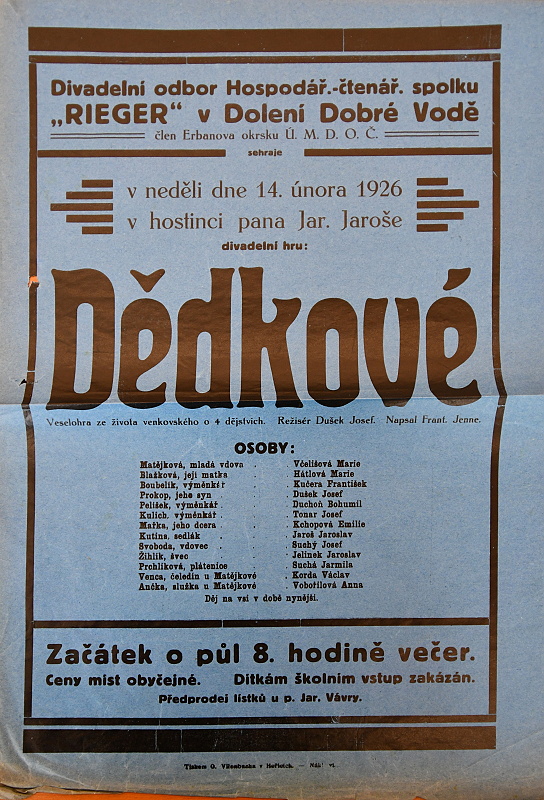 Divadelní odbor Hospodář.-čtenář. spolku
„RIEGER" v Dolení Dobré Vodě
člen Erbanova okrsku Ú. M. D. O. Č.
sehraje
v neděli dne 14. února 1926
v hostinci pana Jar. Jaroše
divadelní hru:
Dědkové
Veselohra ze života venkovského o 4 dějstvích. Režisér Dušek Josef. Napsal Frant. Jenne.
OSOBY:
Matějková, mladá vdova . . Včelišová Marie
Blažková, její matka . . Hátlová Marie
Boubelík, výměnkář . Kučera František
Prokop, jeho syn . . Dušek Josef
Pelíšek, výměnkář . . Duchoň Bohumil
Kulich, výměnkář . . Tonar Josef
Mařka, jeho dcera . . Kchopová Emilie
Kutina, sedlák . . Jaroš Jaroslav
Svoboda, vdovec . . Suchý Josef
Žihlík, švec . . Jelínek Jaroslav
Prchlíková, plátenice . . Suchá Jarmila
Venca, čeledín u Matějkové . Korda Václav
Ančka, služka u Matějkové . Vobořilová Anna
Děj na vsi v době nynější.
Začátek o půl 8. hodině večer.
Ceny míst obyčejné. Dítkám školním vstup zakázán.
Předprodej lístků u p. Jar. Vávry.
Tiskem G. v Hořicích. —